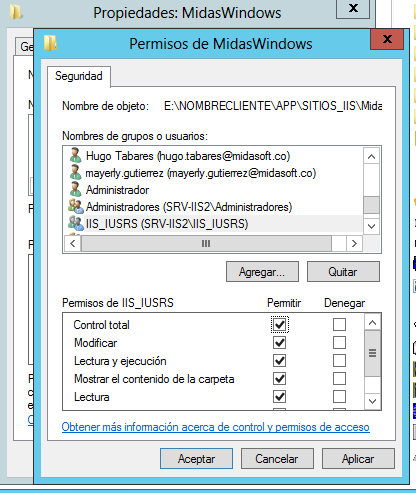 Propiedades: MidasWindows
x
Permisos de MidasWindows
x
Seguridad
Nombre de objeto: E:\NOMBRECLIENTE\APP\SITIOS_IIS\Mida
Nombres de grupos o usuarios:
Hugo Tabares (hugo.tabares@midasoft.co)
mayerly.gutierrez (mayerly.gutierrez@midasoft.co)
Administrador
Administradores (SRV-IIS2\Administradores)
IIS_IUSRS (SRV-IIS2\IIS_IUSRS)
Agregar... Quitar
Permisos de IIS_IUSRS Permitir Denegar
Control total
Modificar
Lectura y ejecución
Mostrar el contenido de la carpeta
Lectura
Obtener más información acerca de control y permisos de acceso
Aceptar Cancelar Aplicar